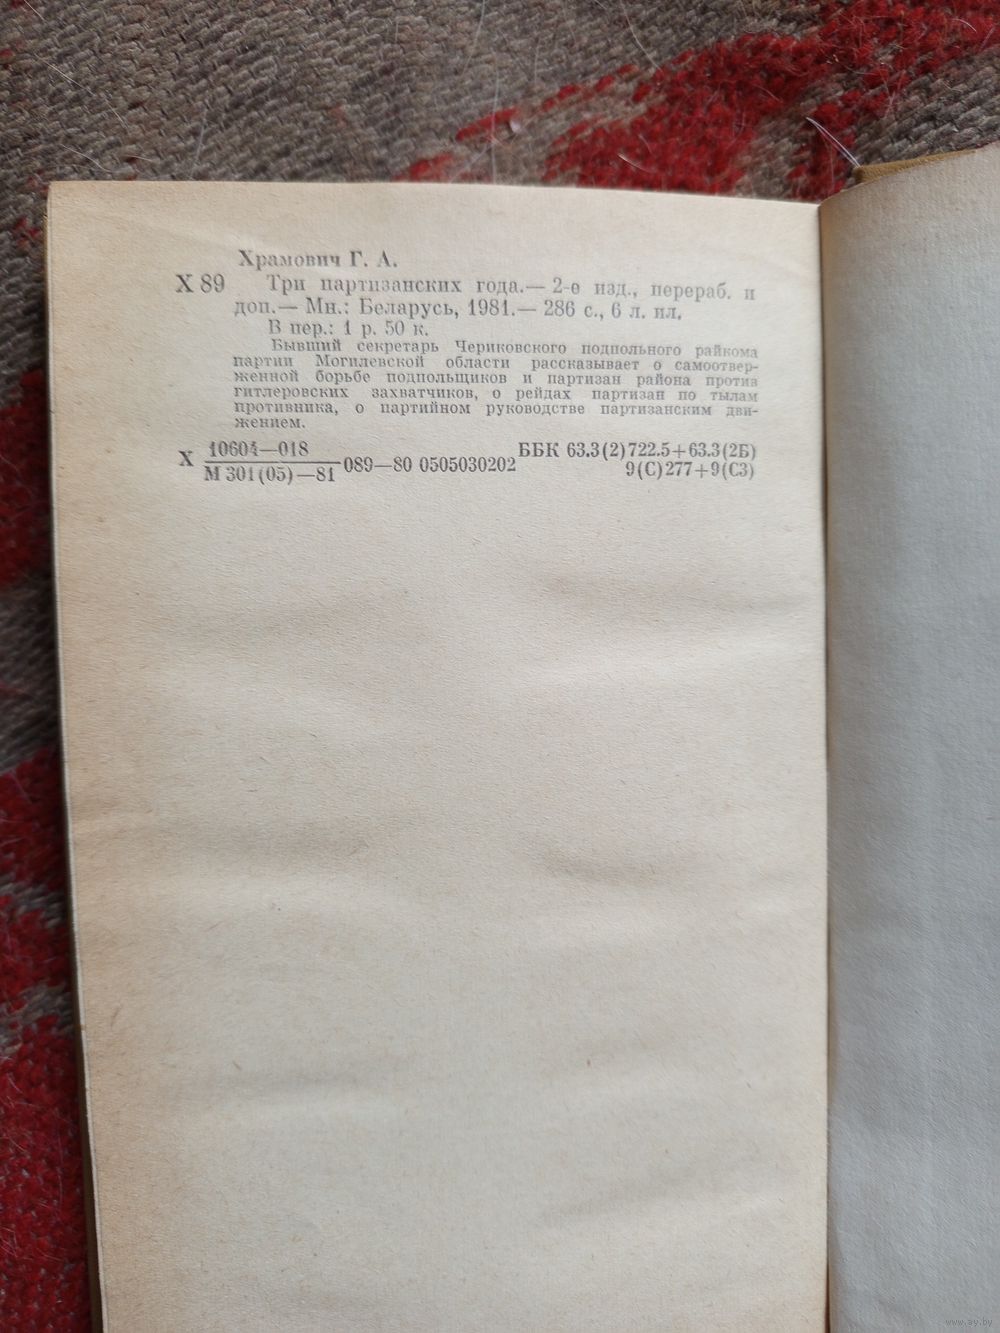 Храмович Г. А.
Х 89 Три партизанских года.— 2-е изд., перераб. и
доп.— Мн.: Беларусь, 1981.— 286 с., 6 л. ил.
В пер.: 1 р. 50 к.
Бывший секретарь Чериковского подпольного райкома
партии Могилевской области рассказывает о самоотвер-
женной борьбе подпольщиков и партизан района против
гитлеровских захватчиков, о рейдах партизан по тылам
противника, о партийном руководстве партизанским дви-
жением.
Х 10604—018
М 301(05)—81 089—80 0505030202
ББК 63.3(2)722.5+63.3(2Б)
9(С)277+9(С3)
www.ay.by